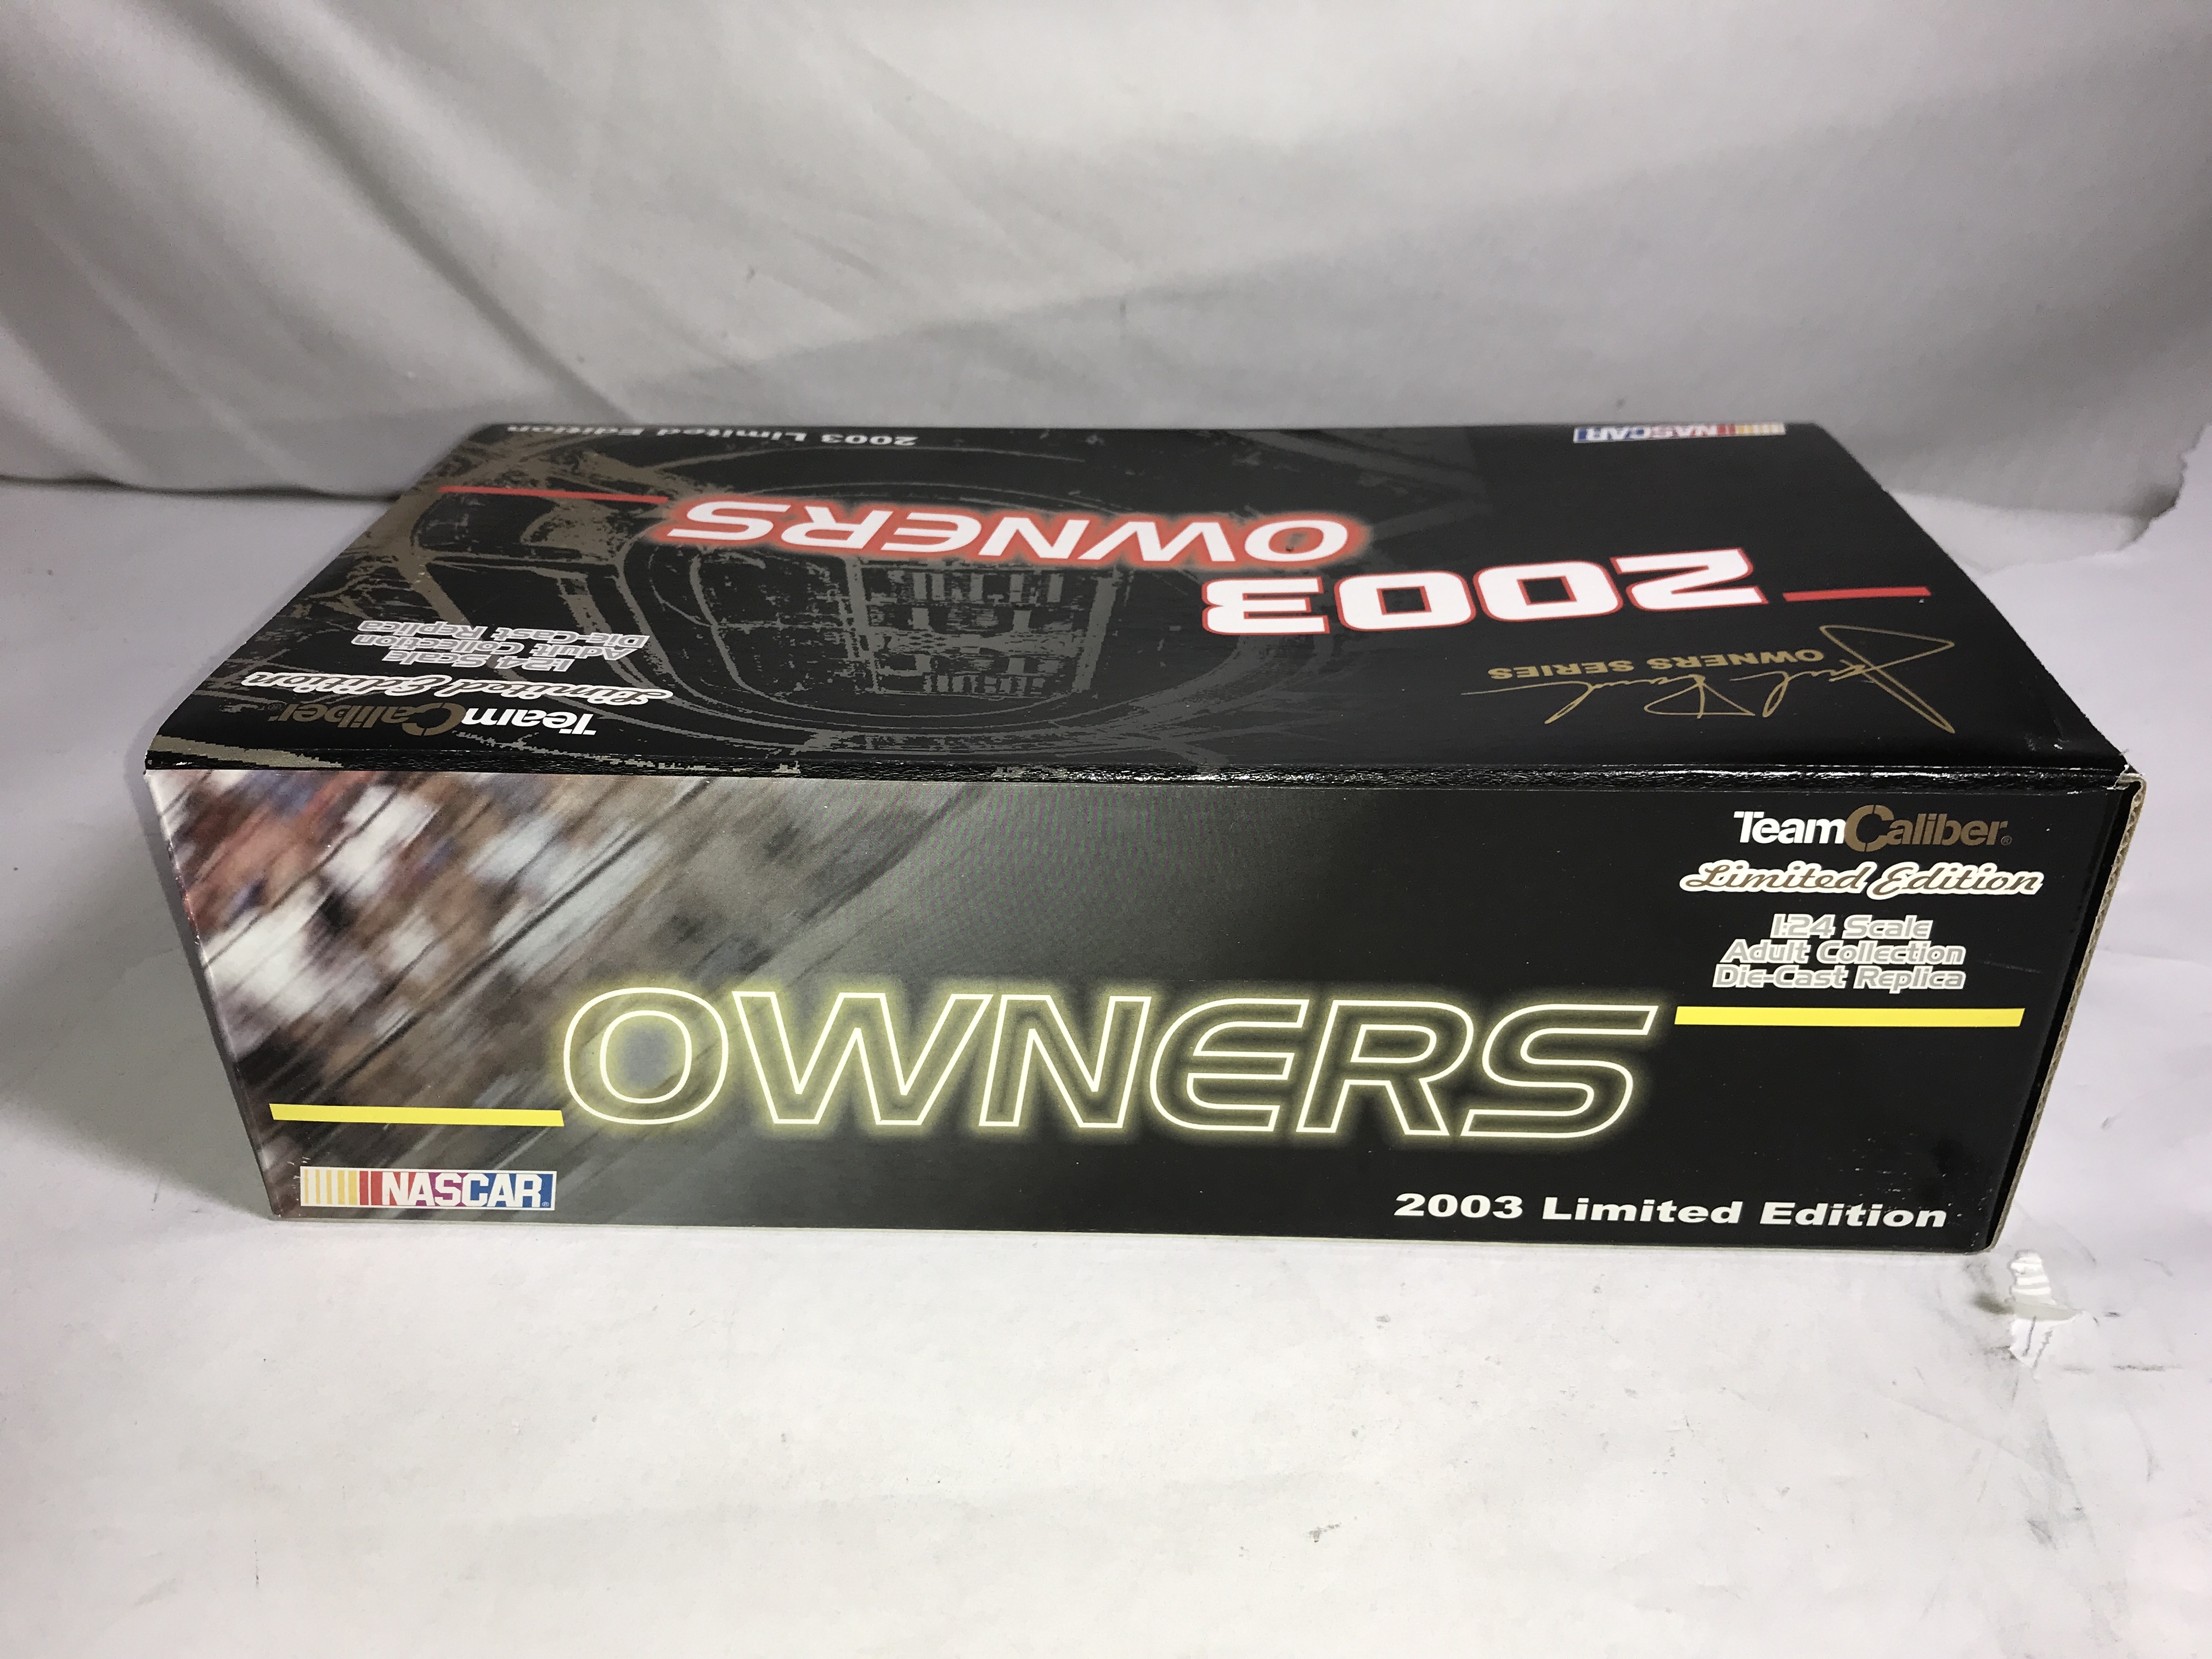 2003 Limited Edition
NASCAR
OWNERS
2003
OWNERS SERIES
1:24 Scale
Adult Collection
Die-Cast Replica
Limited Edition
TeamCaliber®
TeamCaliber®
Limited Edition
1:24 Scale
Adult Collection
Die-Cast Replica
OWNERS
NASCAR®
2003 Limited Edition